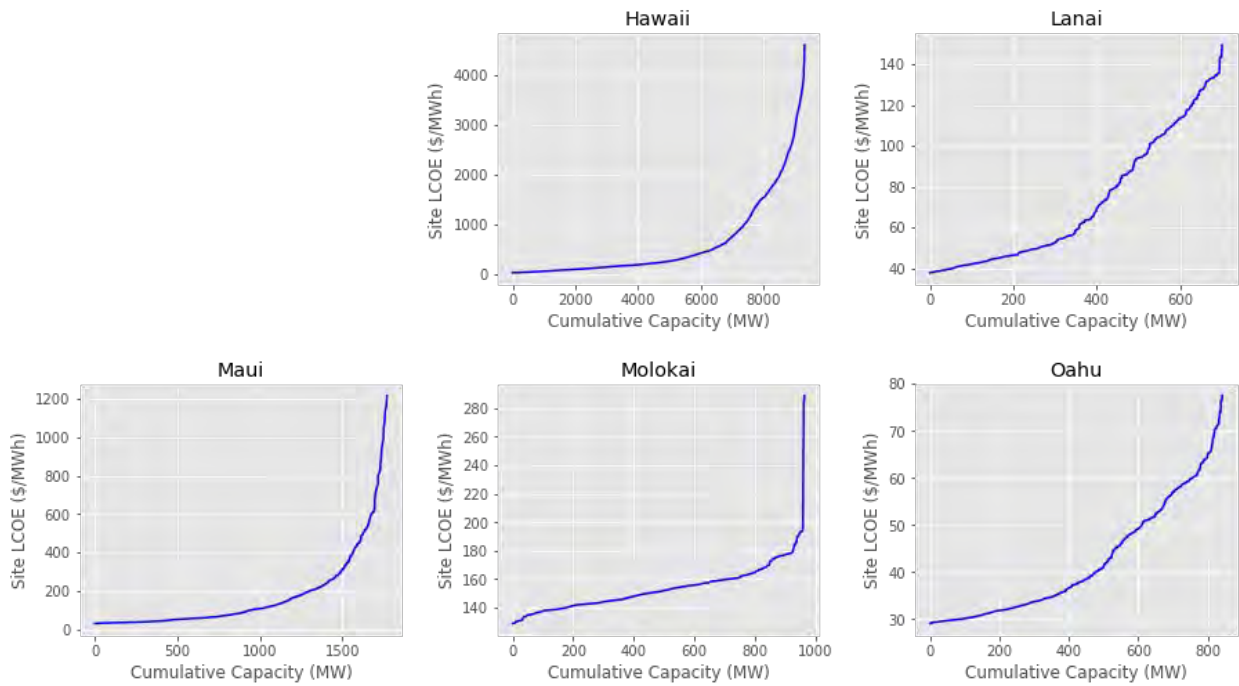 Hawaii
Site LCOE ($/MWh)
4000
3000
2000
1000
0
0 2000 4000 6000 8000
Cumulative Capacity (MW)
Lanai
Site LCOE ($/MWh)
140
120
100
80
60
40
0 200 400 600
Cumulative Capacity (MW)
Maui
Site LCOE ($/MWh)
1200
1000
800
600
400
200
0
0 500 1000 1500
Cumulative Capacity (MW)
Molokai
Site LCOE ($/MWh)
280
260
240
220
200
180
160
140
0 200 400 600 800 1000
Cumulative Capacity (MW)
Oahu
Site LCOE ($/MWh)
80
70
60
50
40
30
0 200 400 600 800
Cumulative Capacity (MW)